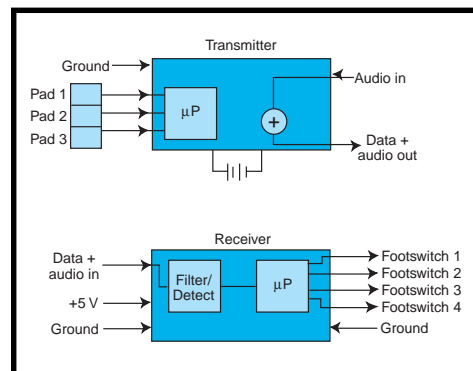 Transmitter
Ground
Pad 1
Pad 2
Pad 3
µP
+
Audio in
Data +
audio out
Receiver
Data +
audio in
+5 V
Ground
Filter/
Detect
µP
Footswitch 1
Footswitch 2
Footswitch 3
Footswitch 4
Ground